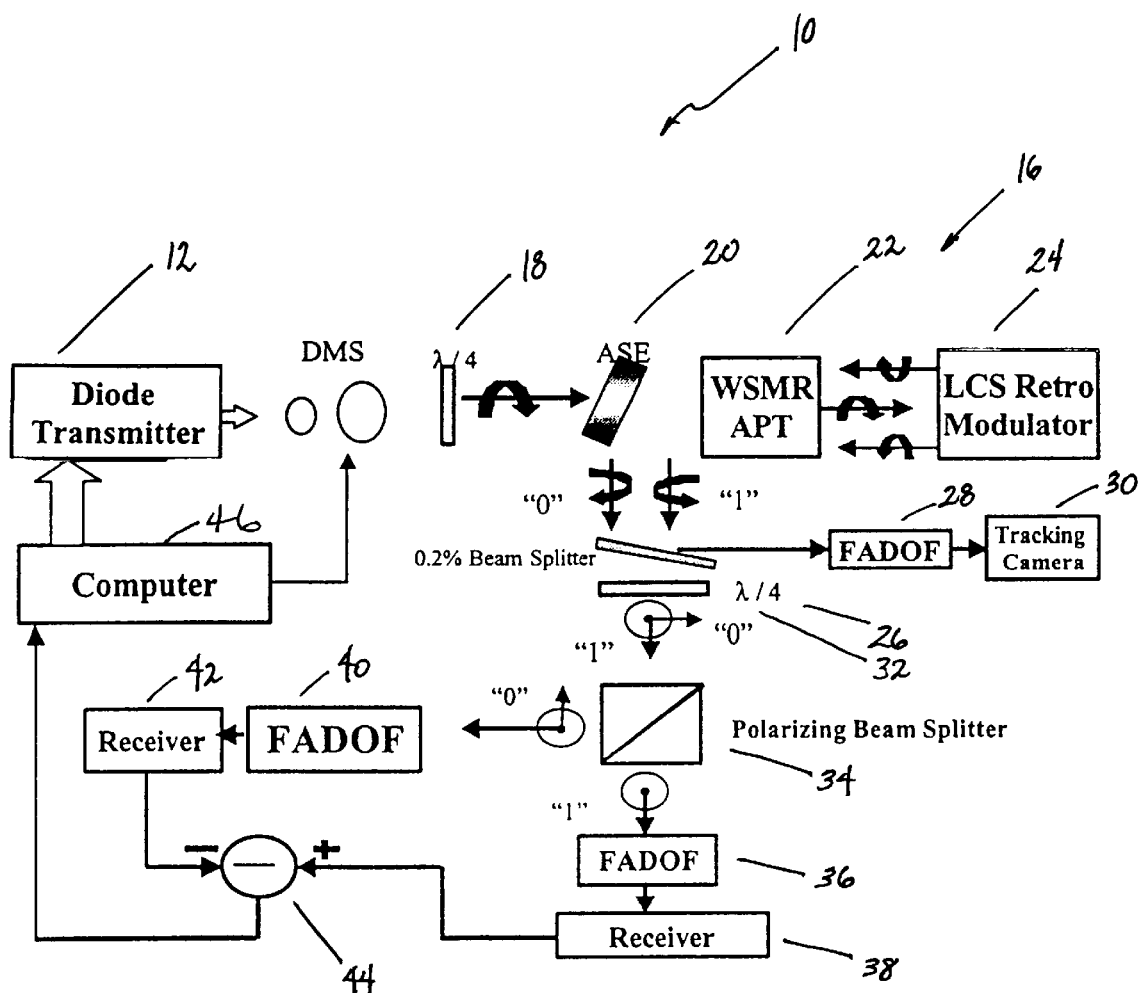 10
16
12
18
20
22
24
DMS
λ / 4
ASE
Diode
Transmitter
WSMR
APT
LCS Retro
Modulator
"0"
"1"
46
28
30
0.2% Beam Splitter
FADOF
Tracking
Camera
Computer
λ / 4
"0"
"1"
26
32
42
40
"0"
Receiver
FADOF
Polarizing Beam Splitter
34
"1"
FADOF
36
Receiver
38
44